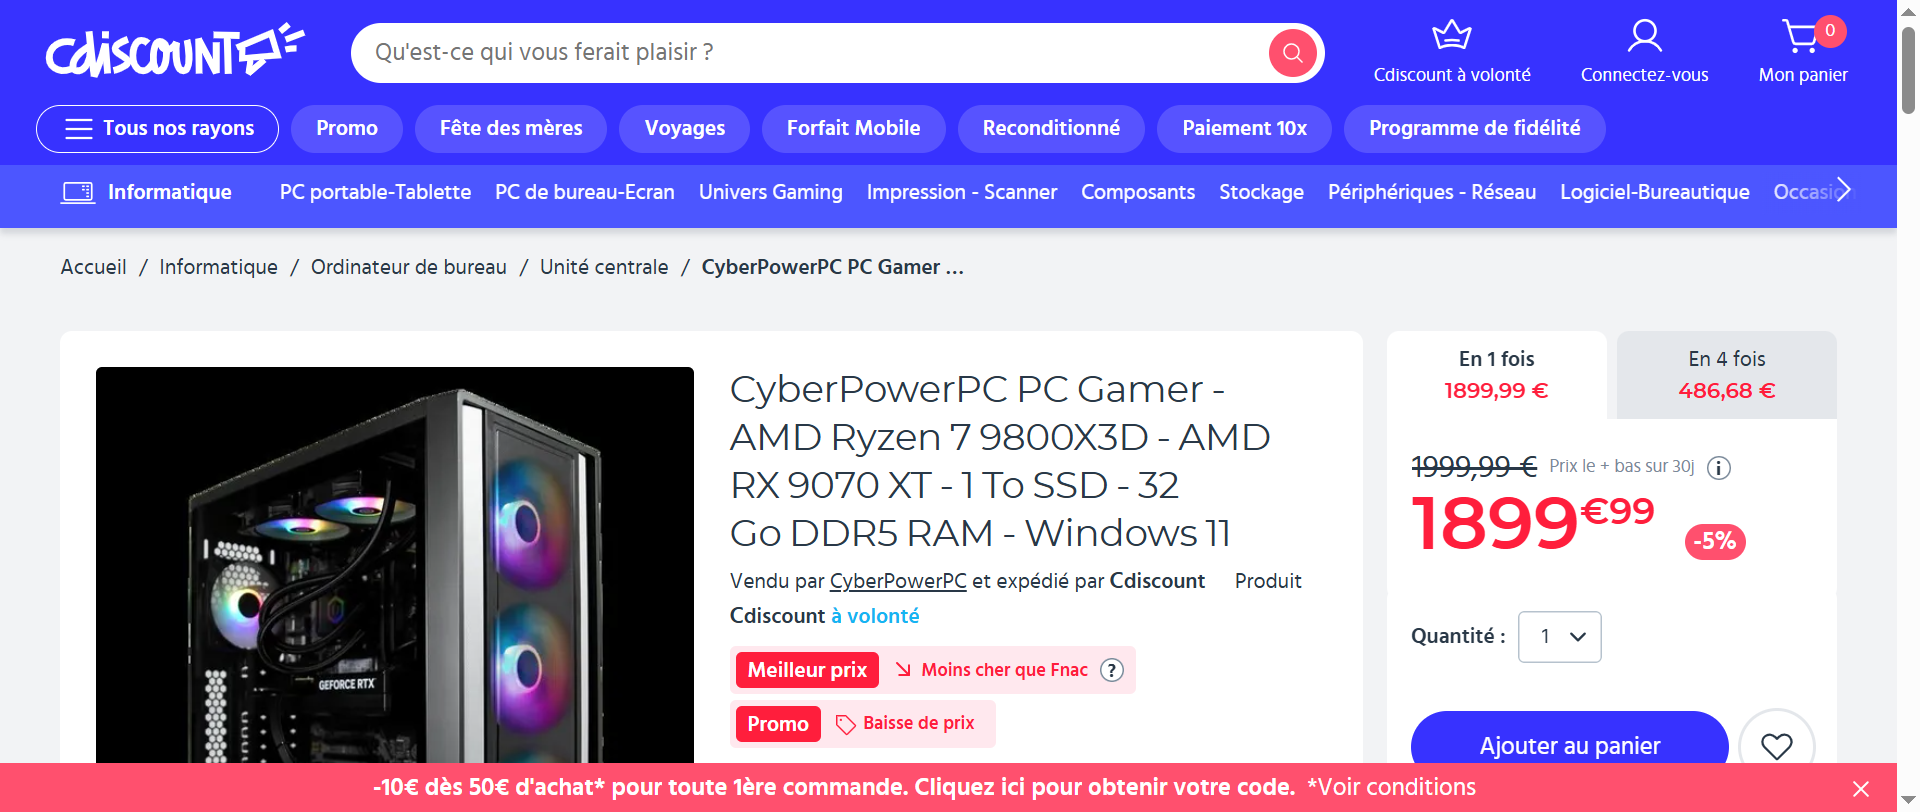 Cdiscount
Qu'est-ce qui vous ferait plaisir ?
Cdiscount à volonté
Connectez-vous
0
Mon panier
Tous nos rayons
Promo
Fête des mères
Voyages
Forfait Mobile
Reconditionné
Paiement 10x
Programme de fidélité
Informatique
PC portable-Tablette
PC de bureau-Ecran
Univers Gaming
Impression - Scanner
Composants
Stockage
Périphériques - Réseau
Logiciel-Bureautique
Occasion
Accueil / Informatique / Ordinateur de bureau / Unité centrale / CyberPowerPC PC Gamer ...
GEFORCE RTX
CyberPowerPC PC Gamer -
AMD Ryzen 7 9800X3D - AMD
RX 9070 XT - 1 To SSD - 32
Go DDR5 RAM - Windows 11
Vendu par CyberPowerPC et expédié par Cdiscount Produit
Cdiscount à volonté
Meilleur prix Moins cher que Fnac ?
Promo Baisse de prix
En 1 fois
1899,99 €
En 4 fois
486,68 €
1999,99 € Prix le + bas sur 30j
1899€99
-5%
Quantité : 1
Ajouter au panier
-10€ dès 50€ d'achat* pour toute 1ère commande. Cliquez ici pour obtenir votre code. *Voir conditions